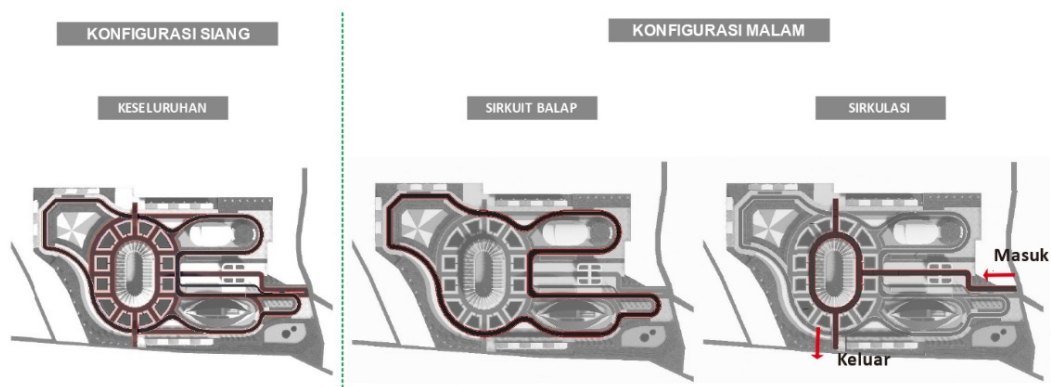 KONFIGURASI SIANG
KONFIGURASI MALAM
KESELURUHAN
SIRKUIT BALAP
SIRKULASI
Masuk
Keluar